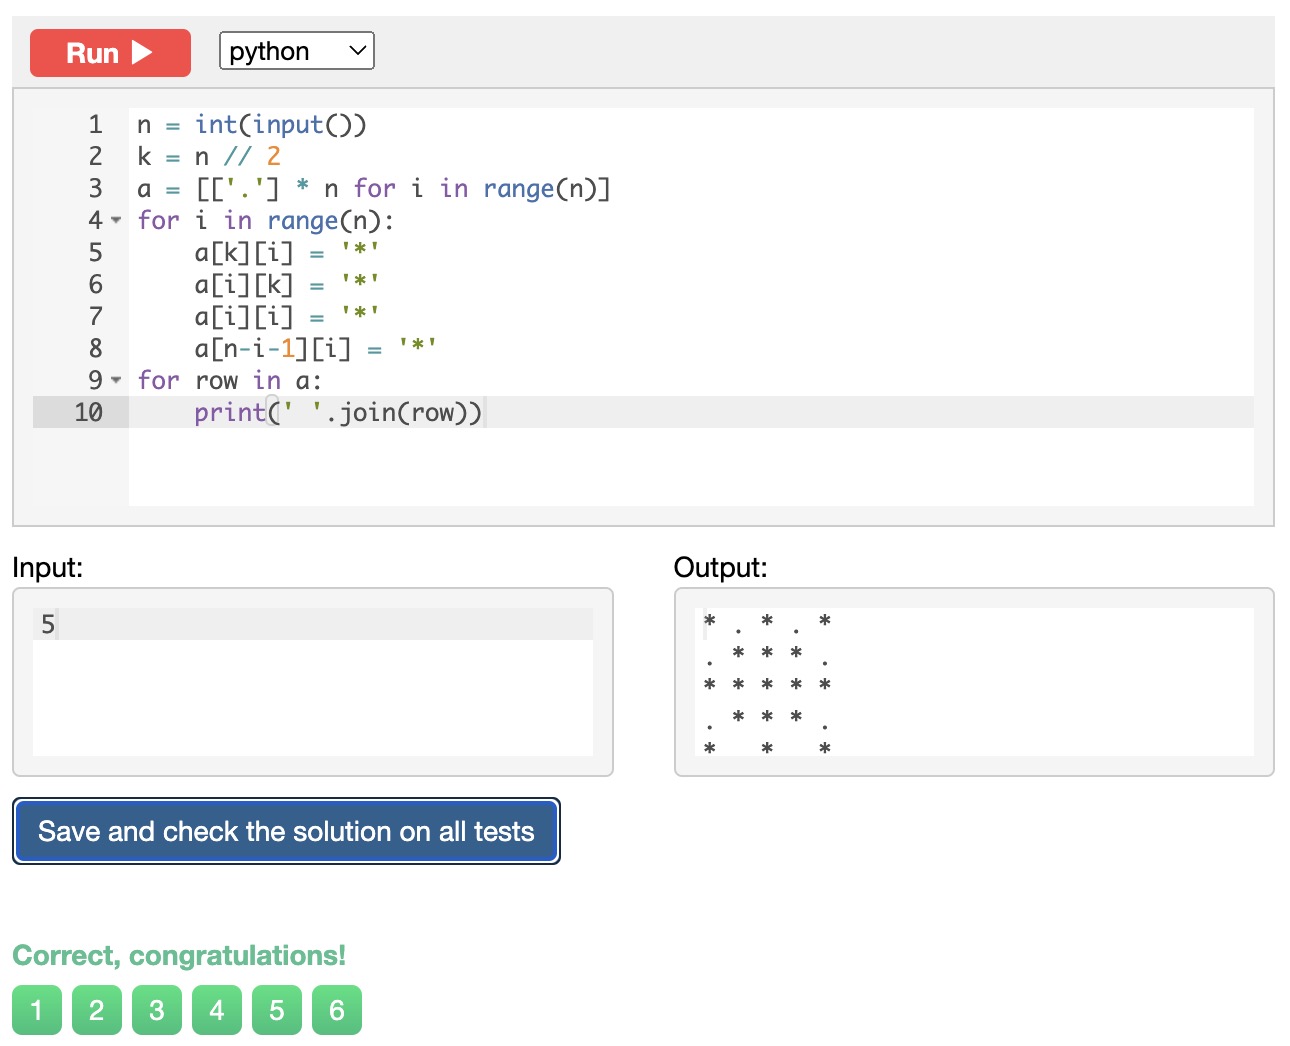 Run ▶ python
1 n = int(input())
2 k = n // 2
3 a = [['.'] * n for i in range(n)]
4 for i in range(n):
5     a[k][i] = '*'
6     a[i][k] = '*'
7     a[i][i] = '*'
8     a[n-i-1][i] = '*'
9 for row in a:
10     print(' '.join(row))
Input:
5
Output:
* . * . *
. * * * .
* * * * *
. * * * .
*   *   *
Save and check the solution on all tests
Correct, congratulations!
1 2 3 4 5 6